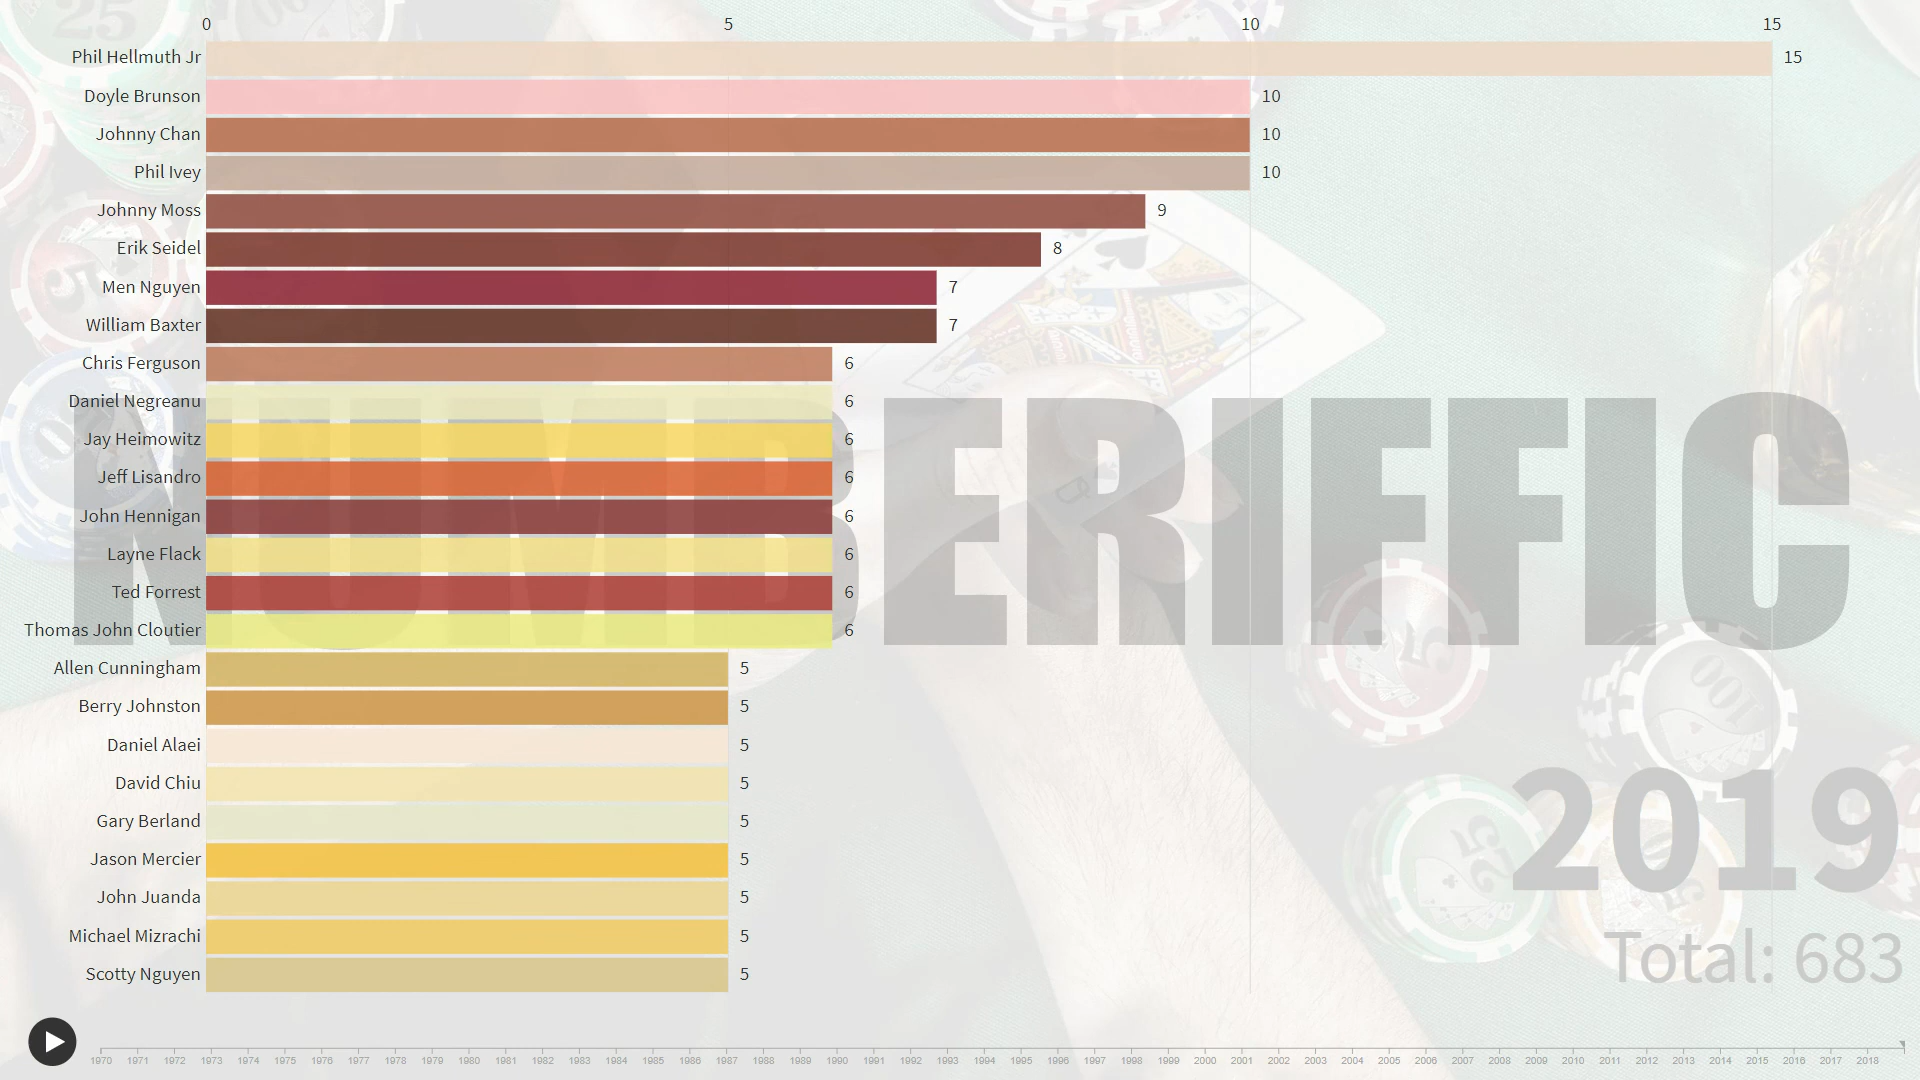 0 5 10 15
Phil Hellmuth Jr 15
Doyle Brunson 10
Johnny Chan 10
Phil Ivey 10
Johnny Moss 9
Erik Seidel 8
Men Nguyen 7
William Baxter 7
Chris Ferguson 6
Daniel Negreanu 6
Jay Heimowitz 6
Jeff Lisandro 6
John Hennigan 6
Layne Flack 6
Ted Forrest 6
Thomas John Cloutier 6
NUMBERIFFIC
Allen Cunningham 5
Berry Johnston 5
Daniel Alaei 5
David Chiu 5
Gary Berland 5
Jason Mercier 5
John Juanda 5
Michael Mizrachi 5
Scotty Nguyen 5
2019
Total: 683
1970 1971 1972 1973 1974 1975 1976 1977 1978 1979 1980 1981 1982 1983 1984 1985 1986 1987 1988 1989 1990 1991 1992 1993 1994 1995 1996 1997 1998 1999 2000 2001 2002 2003 2004 2005 2006 2007 2008 2009 2010 2011 2012 2013 2014 2015 2016 2017 2018
25
100
25